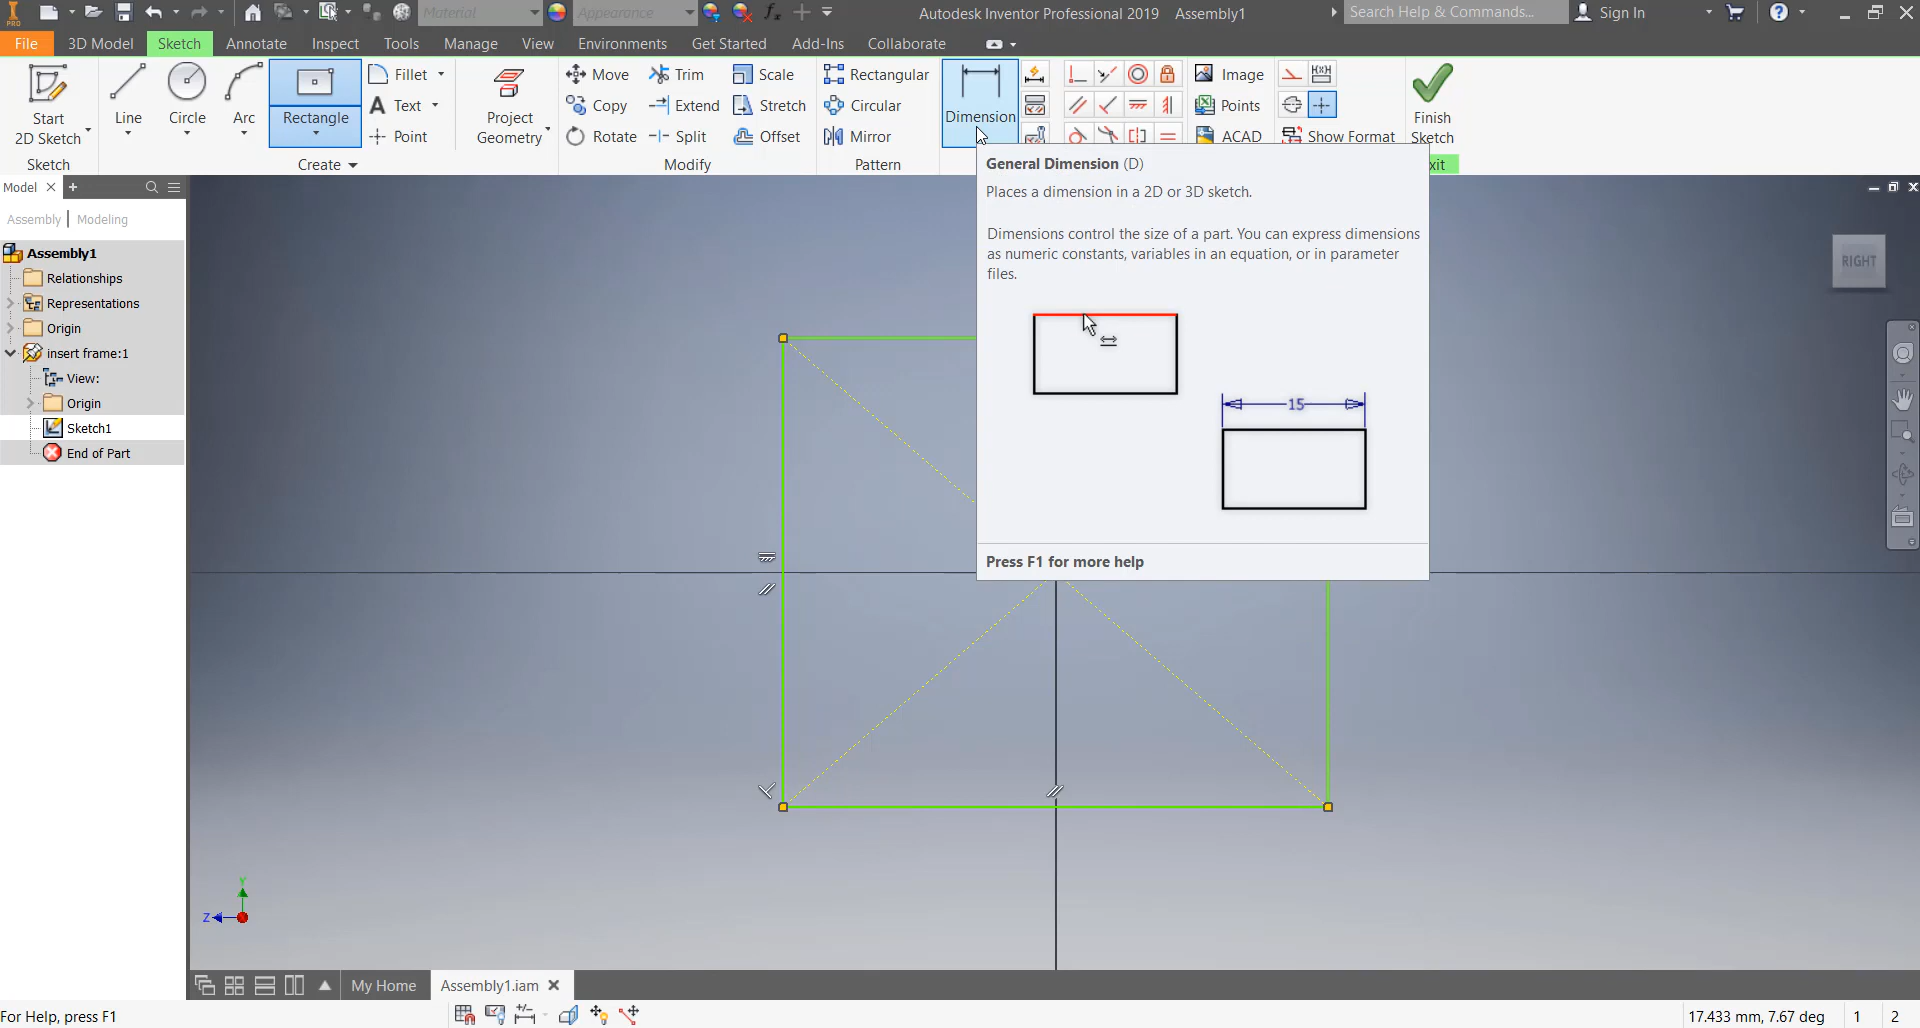 PRO
Material
Appearance
fx
Autodesk Inventor Professional 2019 Assembly1
Search Help & Commands...
Sign In
File
3D Model
Sketch
Annotate
Inspect
Tools
Manage
View
Environments
Get Started
Add-Ins
Collaborate
Start
2D Sketch
Sketch
Line
Circle
Arc
Rectangle
Fillet
Text
Point
Create
Project
Geometry
Move
Copy
Rotate
Trim
Extend
Split
Scale
Stretch
Offset
Modify
Rectangular
Circular
Mirror
Pattern
Dimension
Image
Points
ACAD
Show Format
Finish
Sketch
xit
General Dimension (D)
Places a dimension in a 2D or 3D sketch.
Dimensions control the size of a part. You can express dimensions
as numeric constants, variables in an equation, or in parameter
files.
15
Press F1 for more help
Model
Assembly
Modeling
Assembly1
Relationships
Representations
Origin
insert frame:1
View:
Origin
Sketch1
End of Part
RIGHT
Y
Z
My Home
Assembly1.iam
For Help, press F1
17.433 mm, 7.67 deg 1 2